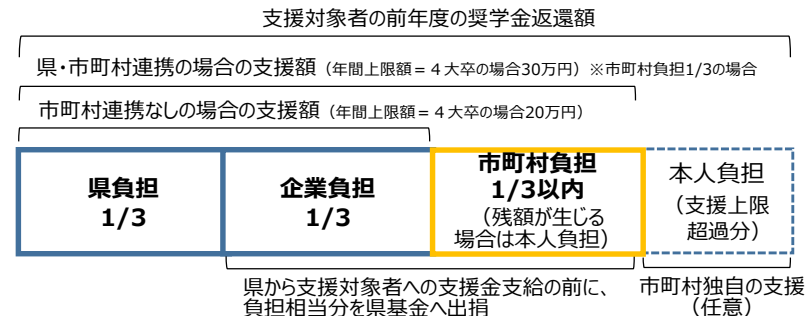 支援対象者の前年度の奨学金返還額
県・市町村連携の場合の支援額（年間上限額＝４大卒の場合30万円）※市町村負担1/3の場合
市町村連携なしの場合の支援額（年間上限額＝４大卒の場合20万円）
県負担
1/3
企業負担
1/3
市町村負担
1/3以内
（残額が生じる
場合は本人負担）
本人負担
（支援上限
超過分）
県から支援対象者への支援金支給の前に、
負担相当分を県基金へ出捐
市町村独自の支援
（任意）